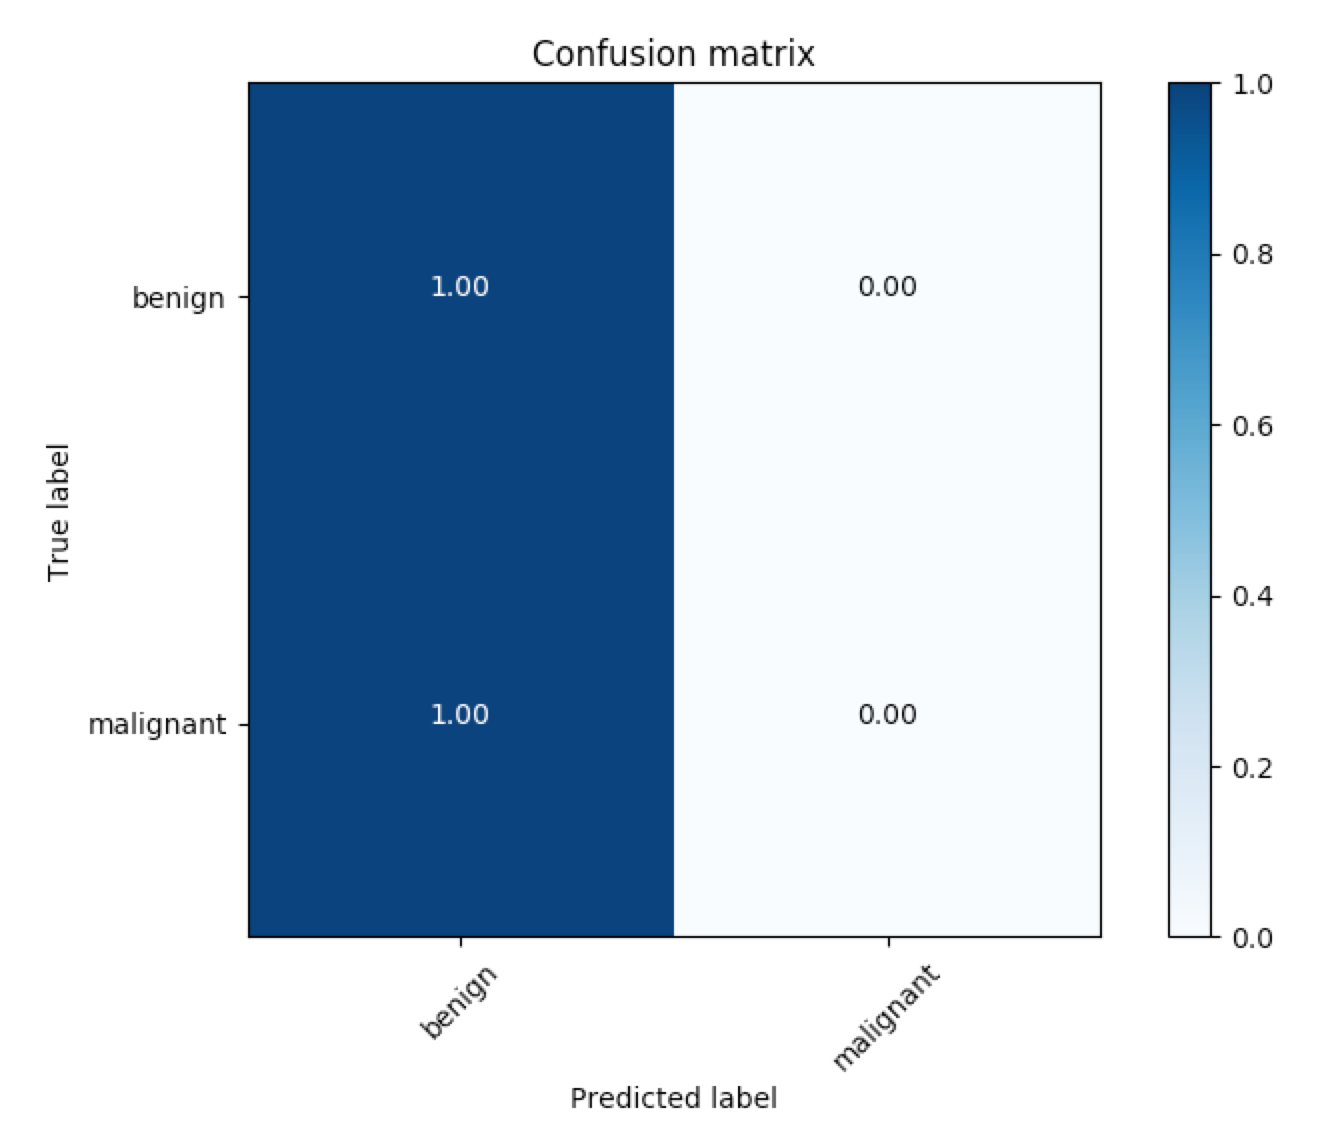 Confusion matrix
1.0
0.8
0.6
0.4
0.2
0.0
True label
benign
1.00
0.00
malignant
1.00
0.00
benign
malignant
Predicted label